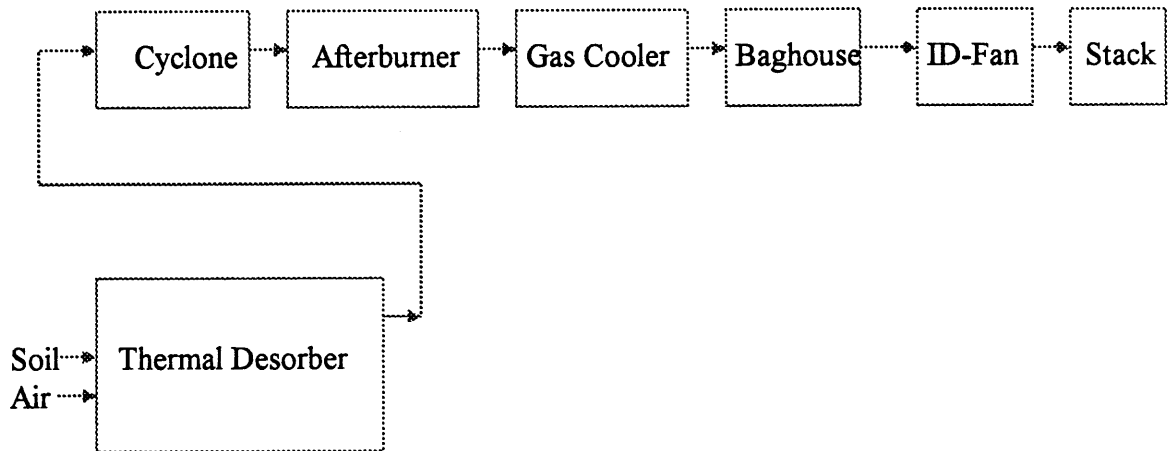 Cyclone
Afterburner
Gas Cooler
Baghouse
ID-Fan
Stack
Soil
Thermal Desorber
Air